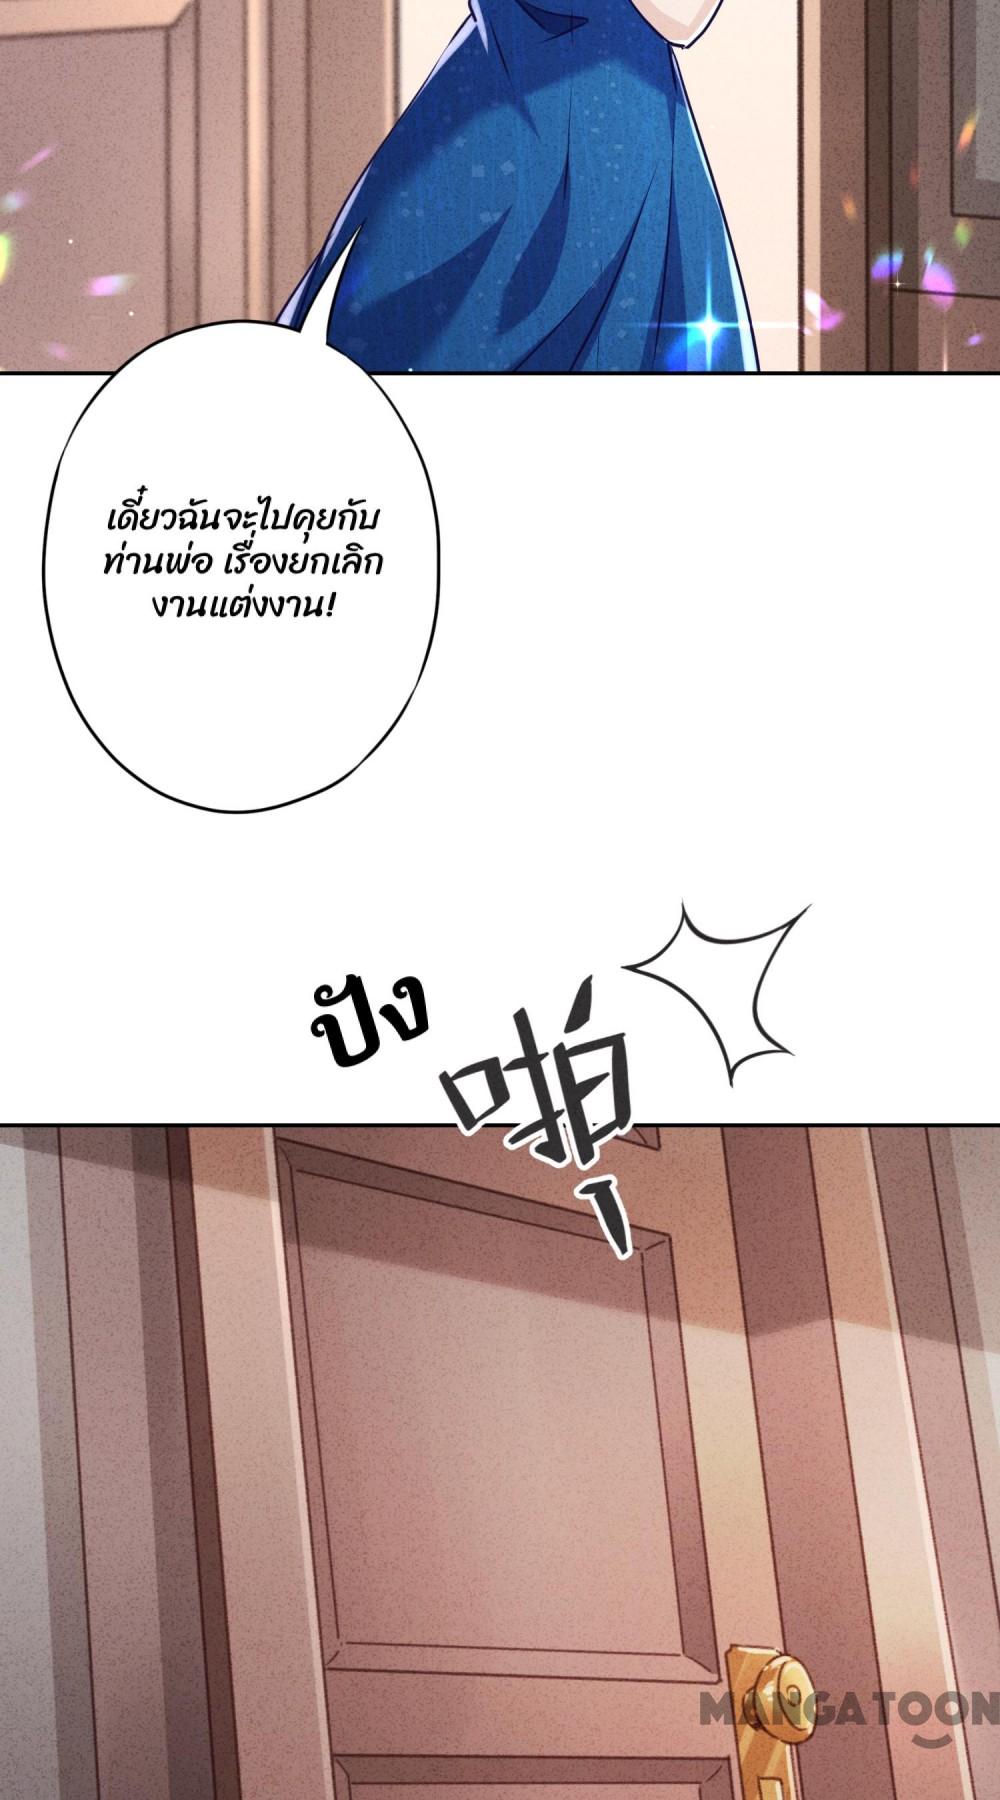 เดี๋ยวฉันจะไปคุยกับ
ท่านพ่อ เรื่องยกเลิก
งานแต่งงาน!
ปัง
啪!
MANGATOON